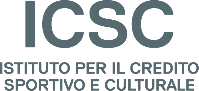 ICSC
ISTITUTO PER IL CREDITO
SPORTIVO E CULTURALE